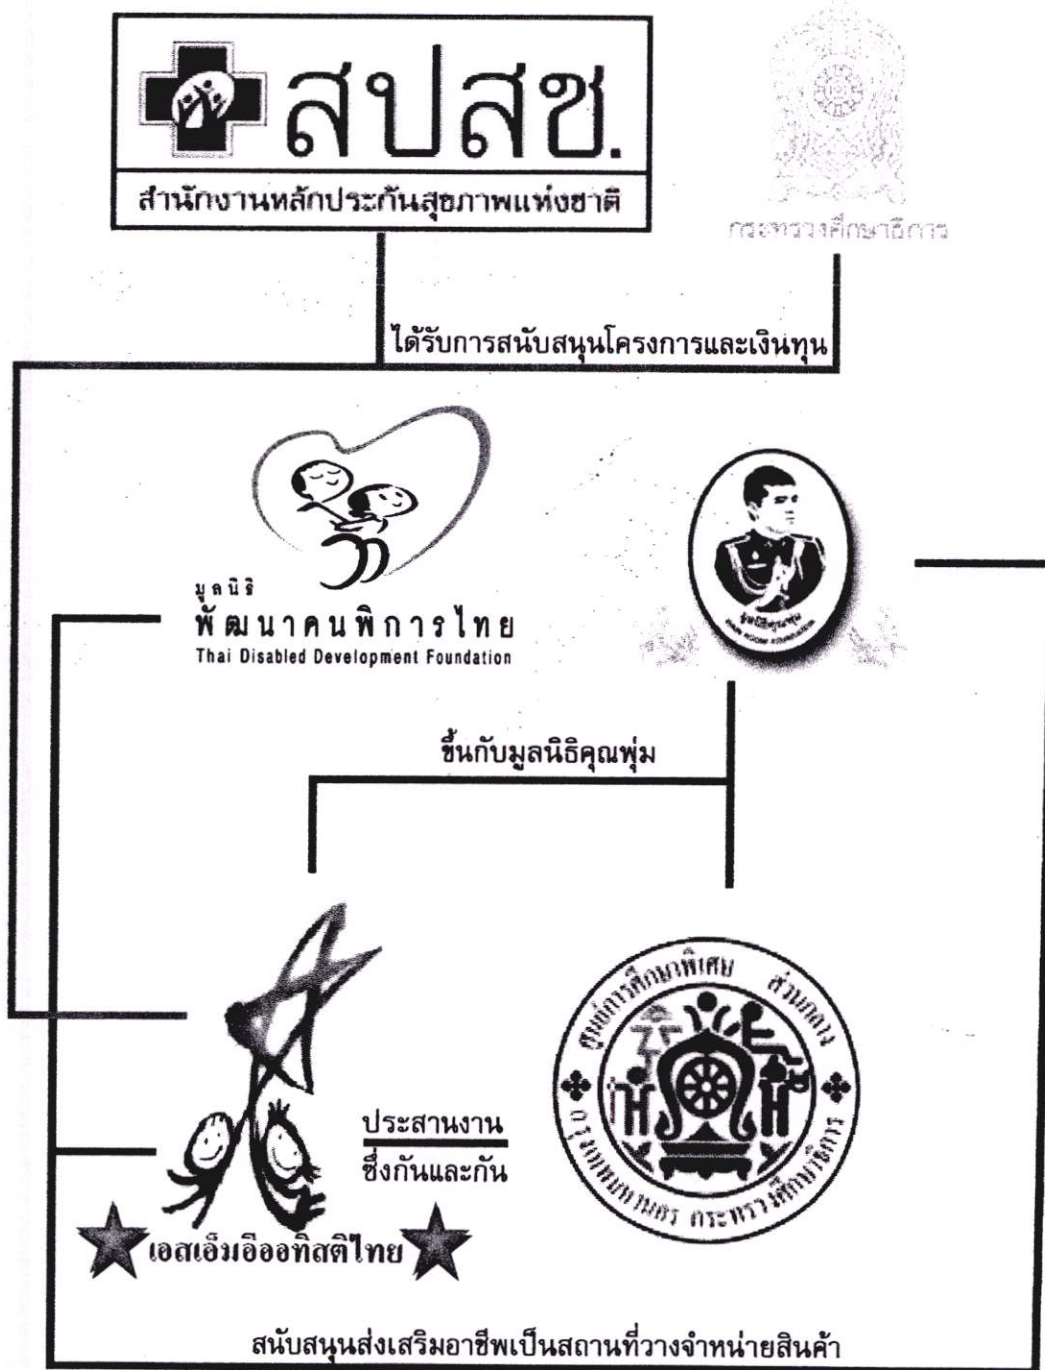 สปสช.
สำนักงานหลักประกันสุขภาพแห่งชาติ
กระทรวงศึกษาธิการ
ได้รับการสนับสนุนโครงการและเงินทุน
มูลนิธิ
พัฒนาคนพิการไทย
Thai Disabled Development Foundation
มูลนิธิคุณพุ่ม
ขึ้นกับมูลนิธิคุณพุ่ม
ศูนย์การศึกษาพิเศษ ส่วนกลาง
กรุงเทพมหานคร กระทรวงศึกษาธิการ
ประสานงาน
ซึ่งกันและกัน
เอสเอ็มอีออทิสติไทย
สนับสนุนส่งเสริมอาชีพเป็นสถานที่วางจำหน่ายสินค้า